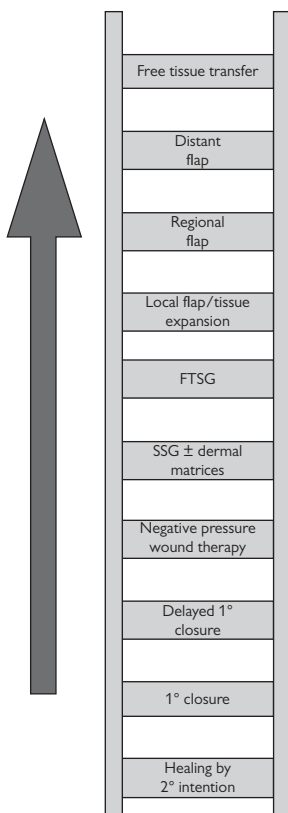 Free tissue transfer
Distant
flap
Regional
flap
Local flap/tissue
expansion
FTSG
SSG ± dermal
matrices
Negative pressure
wound therapy
Delayed 1°
closure
1° closure
Healing by
2° intention